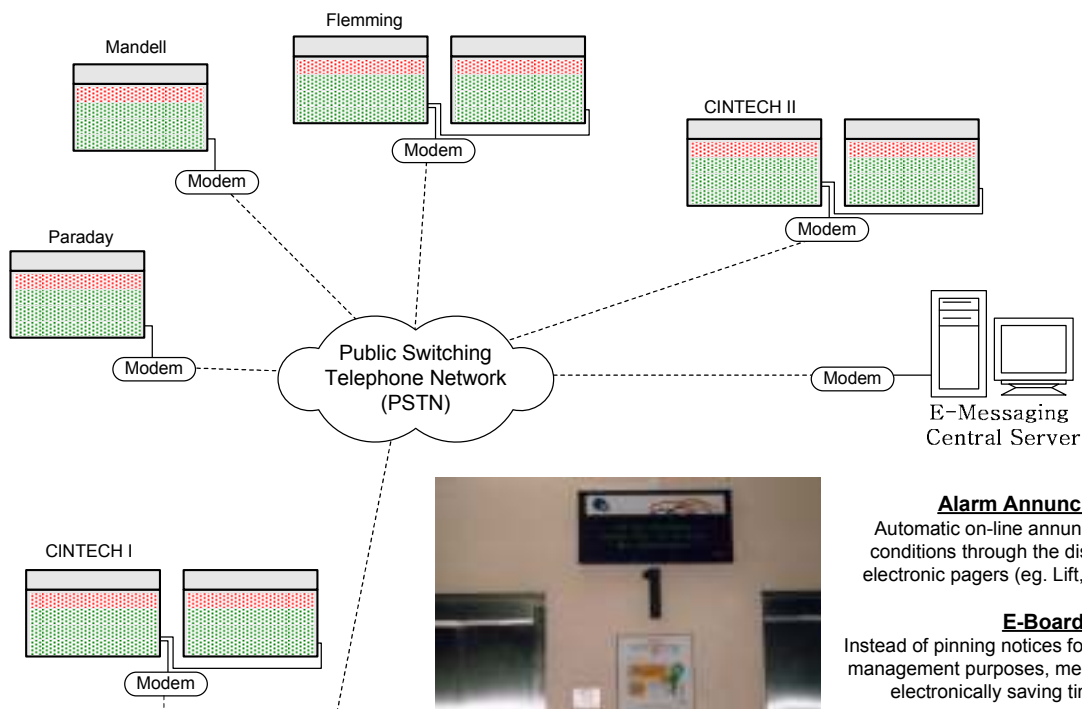 Flemming
Mandell
CINTECH II
Modem
Modem
Modem
Paraday
Public Switching
Telephone Network
(PSTN)
Modem
Modem
E-Messaging
Central Server
Alarm Annunc
Automatic on-line annun
conditions through the dis
electronic pagers (eg. Lift,
CINTECH I
1
E-Board
Instead of pinning notices fo
management purposes, me
electronically saving tin
Modem